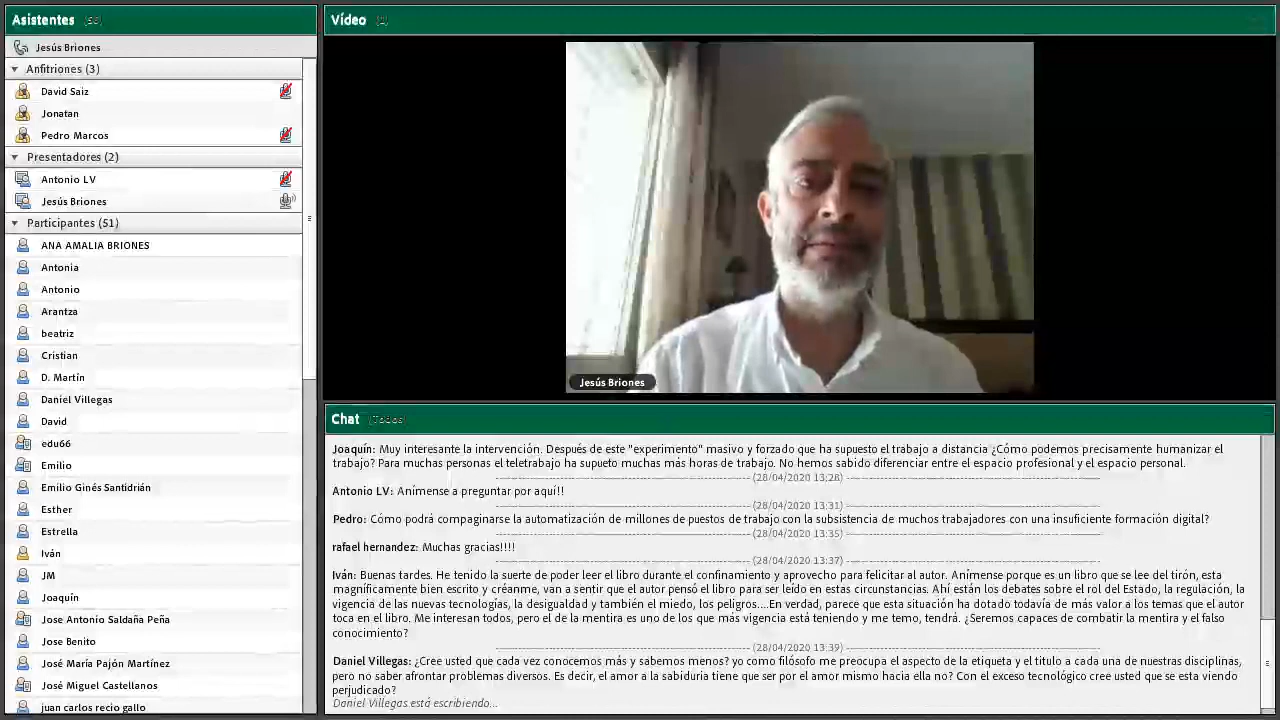 Asistentes (55)
Jesús Briones
Anfitriones (3)
David Saiz
Jonatan
Pedro Marcos
Presentadores (2)
Antonio LV
Jesús Briones
Participantes (51)
ANA AMALIA BRIONES
Antonia
Antonio
Arantza
beatriz
Cristian
D. Martín
Daniel Villegas
David
edu66
Emilio
Emilio Ginés Santidrián
Esther
Estrella
Iván
JM
Joaquín
Jose Antonio Saldaña Peña
Jose Benito
José María Pajón Martínez
José Miguel Castellanos
juan carlos recio gallo
Vídeo
Jesús Briones
Chat (Todos)
Joaquín: Muy interesante la intervención. Después de este "experimento" masivo y forzado que ha supuesto el trabajo a distancia ¿Cómo podemos precisamente humanizar el
trabajo? Para muchas personas el teletrabajo ha supeto muchas más horas de trabajo. No hemos sabido diferenciar entre el espacio profesional y el espacio personal.
(28/04/2020 13:28)
Antonio LV: Anímense a preguntar por aquí!!
(28/04/2020 13:31)
Pedro: Cómo podrá compaginarse la automatización de millones de puestos de trabajo con la subsistencia de muchos trabajadores con una insuficiente formación digital?
(28/04/2020 13:35)
rafael hernandez: Muchas gracias!!!!
(28/04/2020 13:37)
Iván: Buenas tardes. He tenido la suerte de poder leer el libro durante el confinamiento y aprovecho para felicitar al autor. Anímense porque es un libro que se lee del tirón, esta
magníficamente bien escrito y créanme, van a sentir que el autor pensó el libro para ser leído en estas circunstancias. Ahí están los debates sobre el rol del Estado, la regulación, la
vigencia de las nuevas tecnologías, la desigualdad y también el miedo, los peligros....En verdad, parece que esta situación ha dotado todavía de más valor a los temas que el autor
toca en el libro. Me interesan todos, pero el de la mentira es uno de los que más vigencia está teniendo y me temo, tendrá. ¿Seremos capaces de combatir la mentira y el falso
conocimiento?
(28/04/2020 13:39)
Daniel Villegas: ¿Cree usted que cada vez conocemos más y sabemos menos? yo como filósofo me preocupa el aspecto de la etiqueta y el titulo a cada una de nuestras disciplinas,
pero no saber afrontar problemas diversos. Es decir, el amor a la sabiduria tiene que ser por el amor mismo hacia ella no? Con el exceso tecnológico cree usted que se esta viendo
perjudicado?
Daniel Villegas está escribiendo...